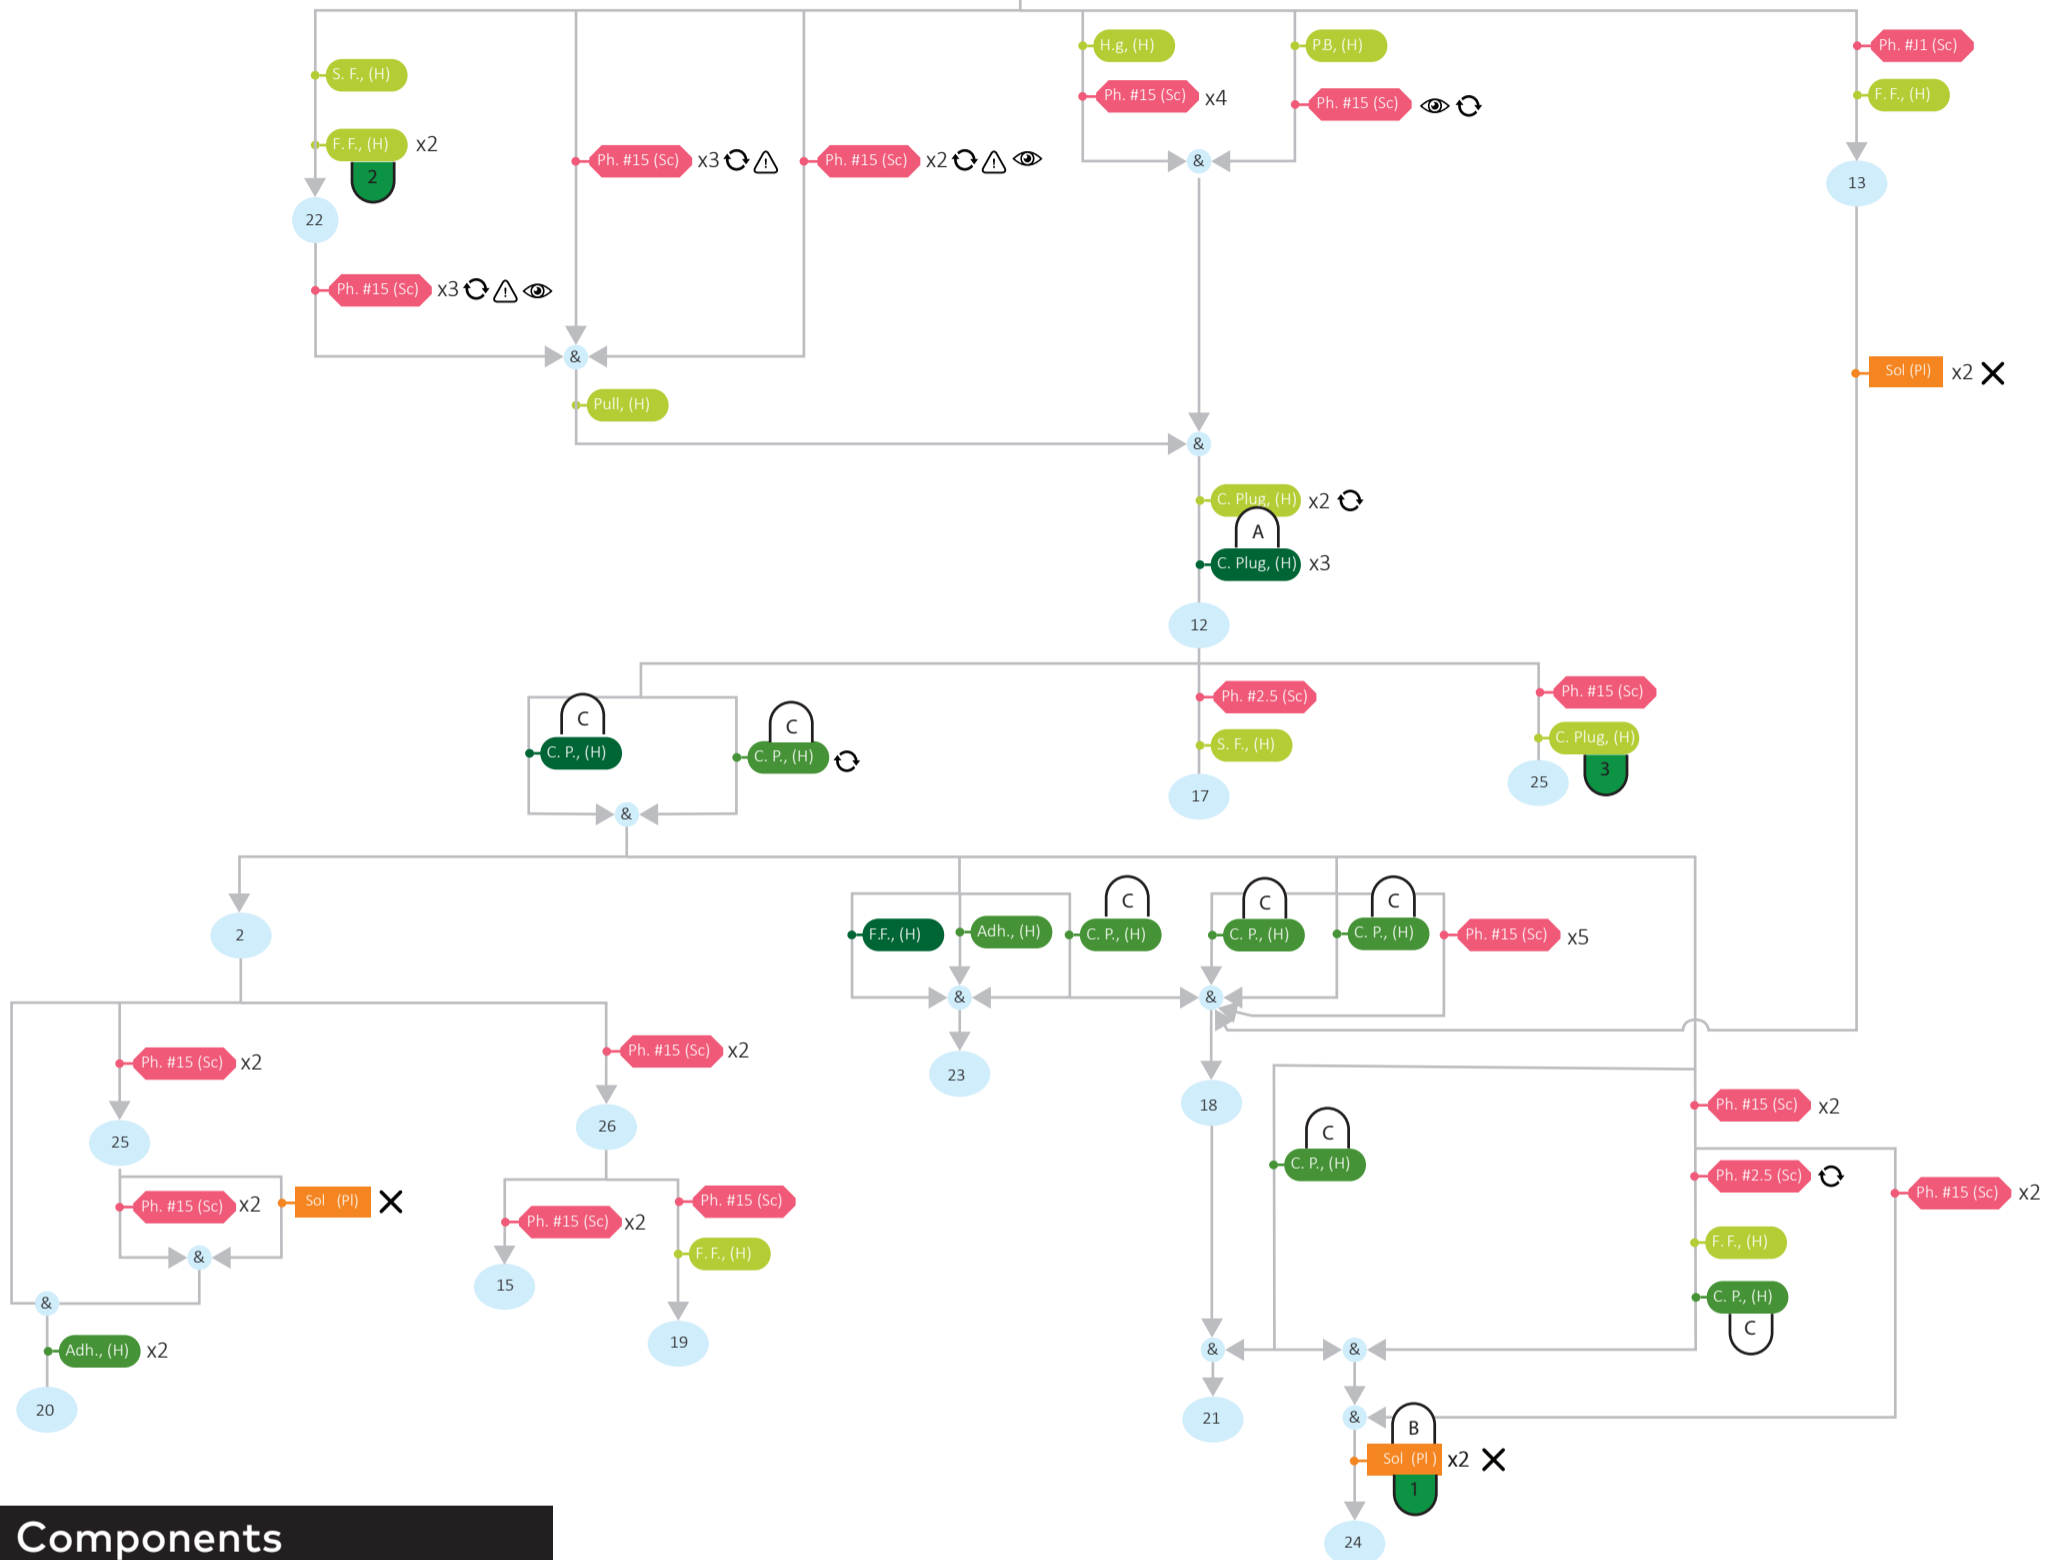 H.g, (H)
P.B, (H)
Ph. #J1 (Sc)
S. F., (H)
Ph. #15 (Sc) x4
Ph. #15 (Sc)
F. F., (H)
F. F., (H) x2
2
Ph. #15 (Sc) x3
Ph. #15 (Sc) x2
&
13
22
Ph. #15 (Sc) x3
&
Sol (Pl) x2
Pull, (H)
&
C. Plug, (H) x2
A
C. Plug, (H) x3
12
C
C. P., (H)
C
C. P., (H)
Ph. #2.5 (Sc)
S. F., (H)
Ph. #15 (Sc)
C. Plug, (H)
3
17
25
&
2
F.F., (H)
Adh., (H)
C
C. P., (H)
C
C. P., (H)
C
C. P., (H)
Ph. #15 (Sc) x5
&
&
Ph. #15 (Sc) x2
Ph. #15 (Sc) x2
23
18
25
26
C
C. P., (H)
Ph. #15 (Sc) x2
Ph. #2.5 (Sc)
Ph. #15 (Sc) x2
Ph. #15 (Sc) x2
Sol (Pl)
Ph. #15 (Sc) x2
Ph. #15 (Sc)
F. F., (H)
F. F., (H)
C. P., (H)
C
&
15
&
19
Adh., (H) x2
20
&
&
21
&
B
Sol (Pl) x2
1
24
Components